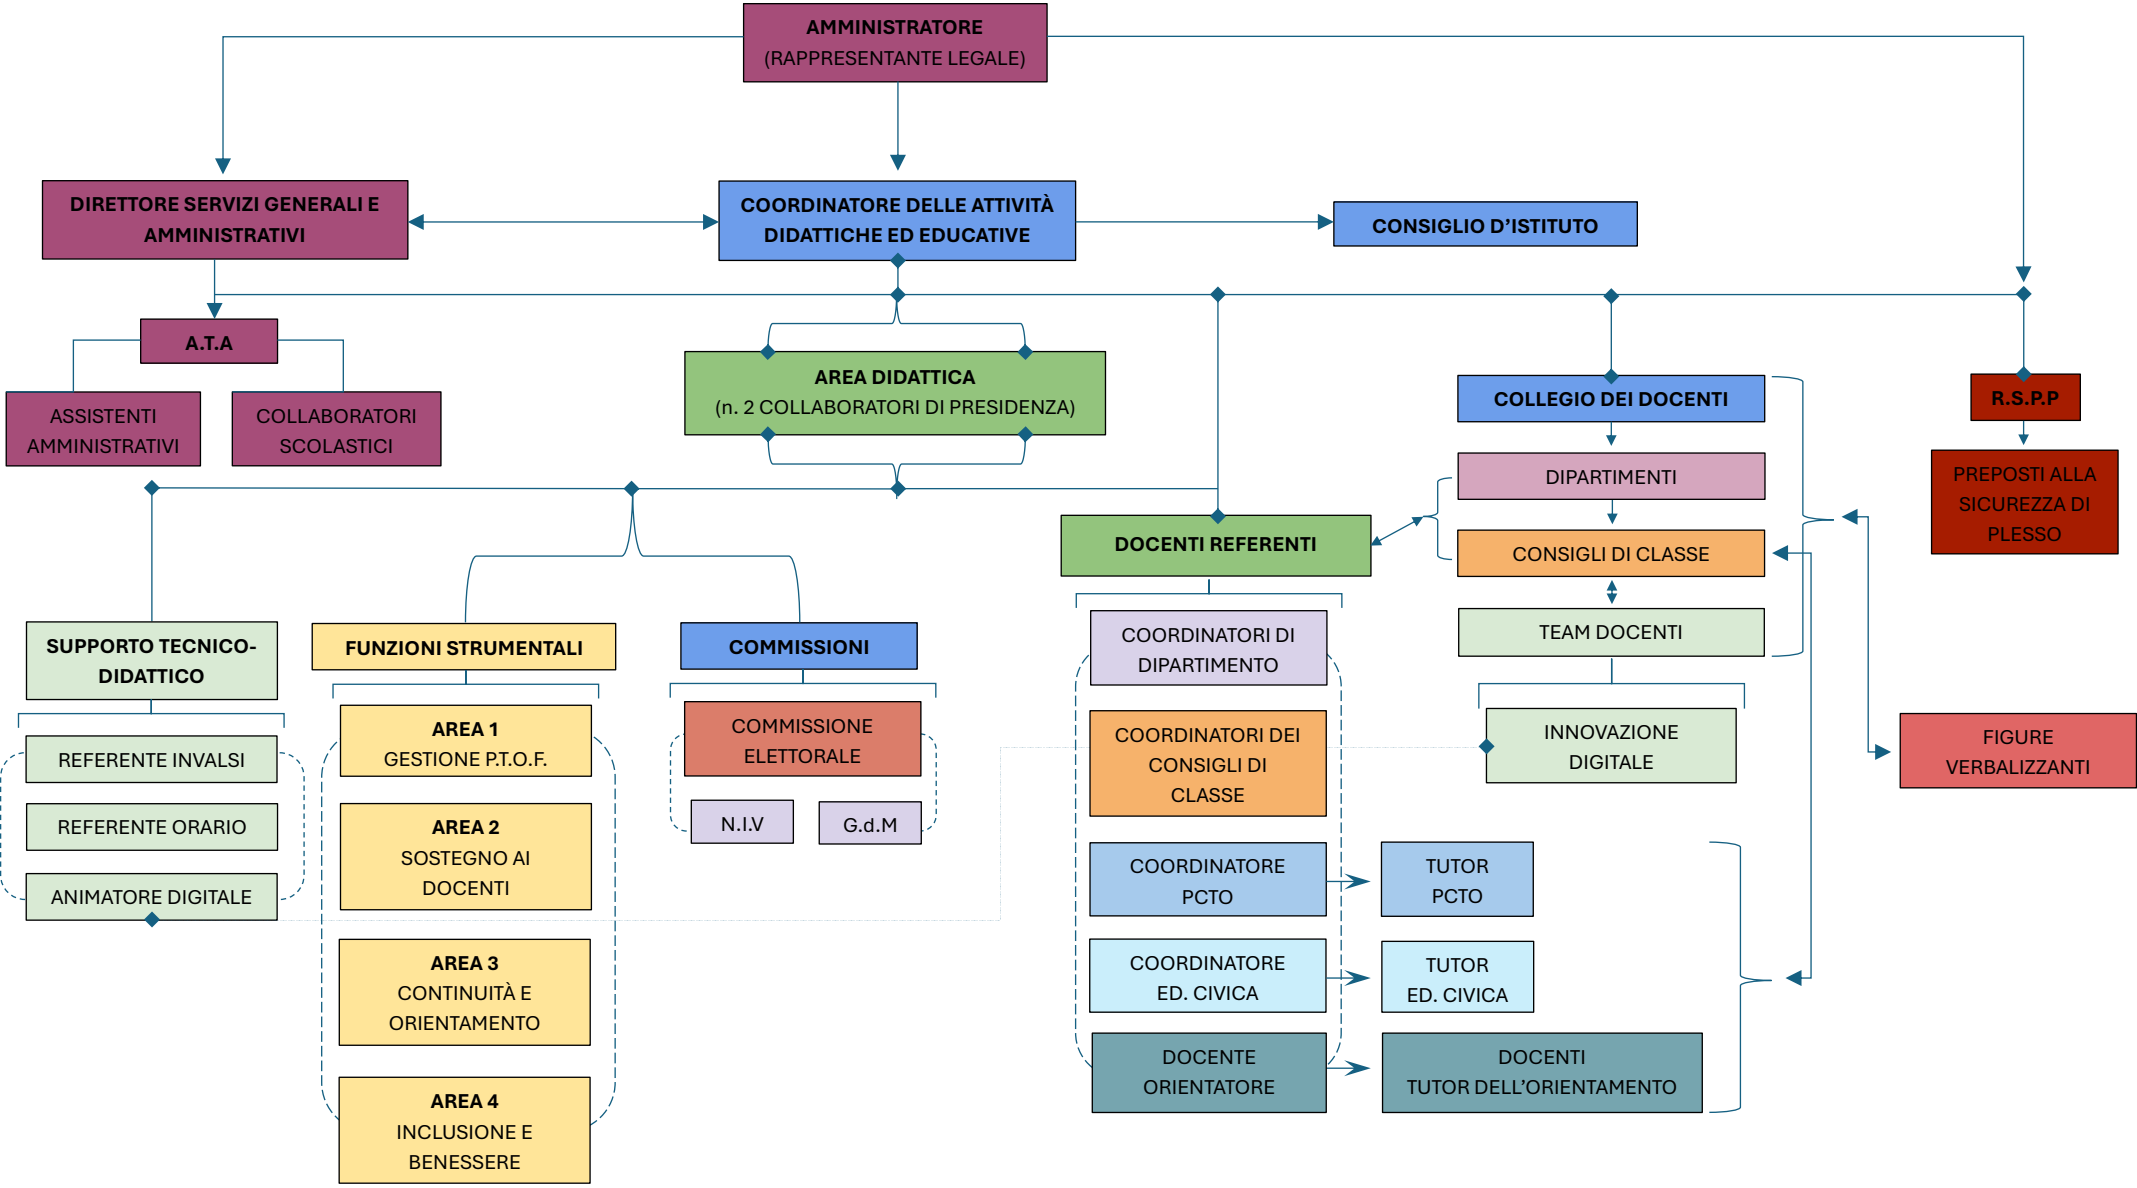 AMMINISTRATORE
(RAPPRESENTANTE LEGALE)
DIRETTORE SERVIZI GENERALI E
AMMINISTRATIVI
COORDINATORE DELLE ATTIVITÀ
DIDATTICHE ED EDUCATIVE
CONSIGLIO D’ISTITUTO
A.T.A
ASSISTENTI
AMMINISTRATIVI
COLLABORATORI
SCOLASTICI
AREA DIDATTICA
(n. 2 COLLABORATORI DI PRESIDENZA)
COLLEGIO DEI DOCENTI
DIPARTIMENTI
CONSIGLI DI CLASSE
TEAM DOCENTI
INNOVAZIONE
DIGITALE
R.S.P.P
PREPOSTI ALLA
SICUREZZA DI
PLESSO
DOCENTI REFERENTI
SUPPORTO TECNICO-
DIDATTICO
REFERENTE INVALSI
REFERENTE ORARIO
ANIMATORE DIGITALE
FUNZIONI STRUMENTALI
AREA 1
GESTIONE P.T.O.F.
AREA 2
SOSTEGNO AI
DOCENTI
AREA 3
CONTINUITÀ E
ORIENTAMENTO
AREA 4
INCLUSIONE E
BENESSERE
COMMISSIONI
COMMISSIONE
ELETTORALE
N.I.V
G.d.M
COORDINATORI DI
DIPARTIMENTO
COORDINATORI DEI
CONSIGLI DI
CLASSE
COORDINATORE
PCTO
TUTOR
PCTO
COORDINATORE
ED. CIVICA
TUTOR
ED. CIVICA
DOCENTE
ORIENTATORE
DOCENTI
TUTOR DELL’ORIENTAMENTO
FIGURE
VERBALIZZANTI